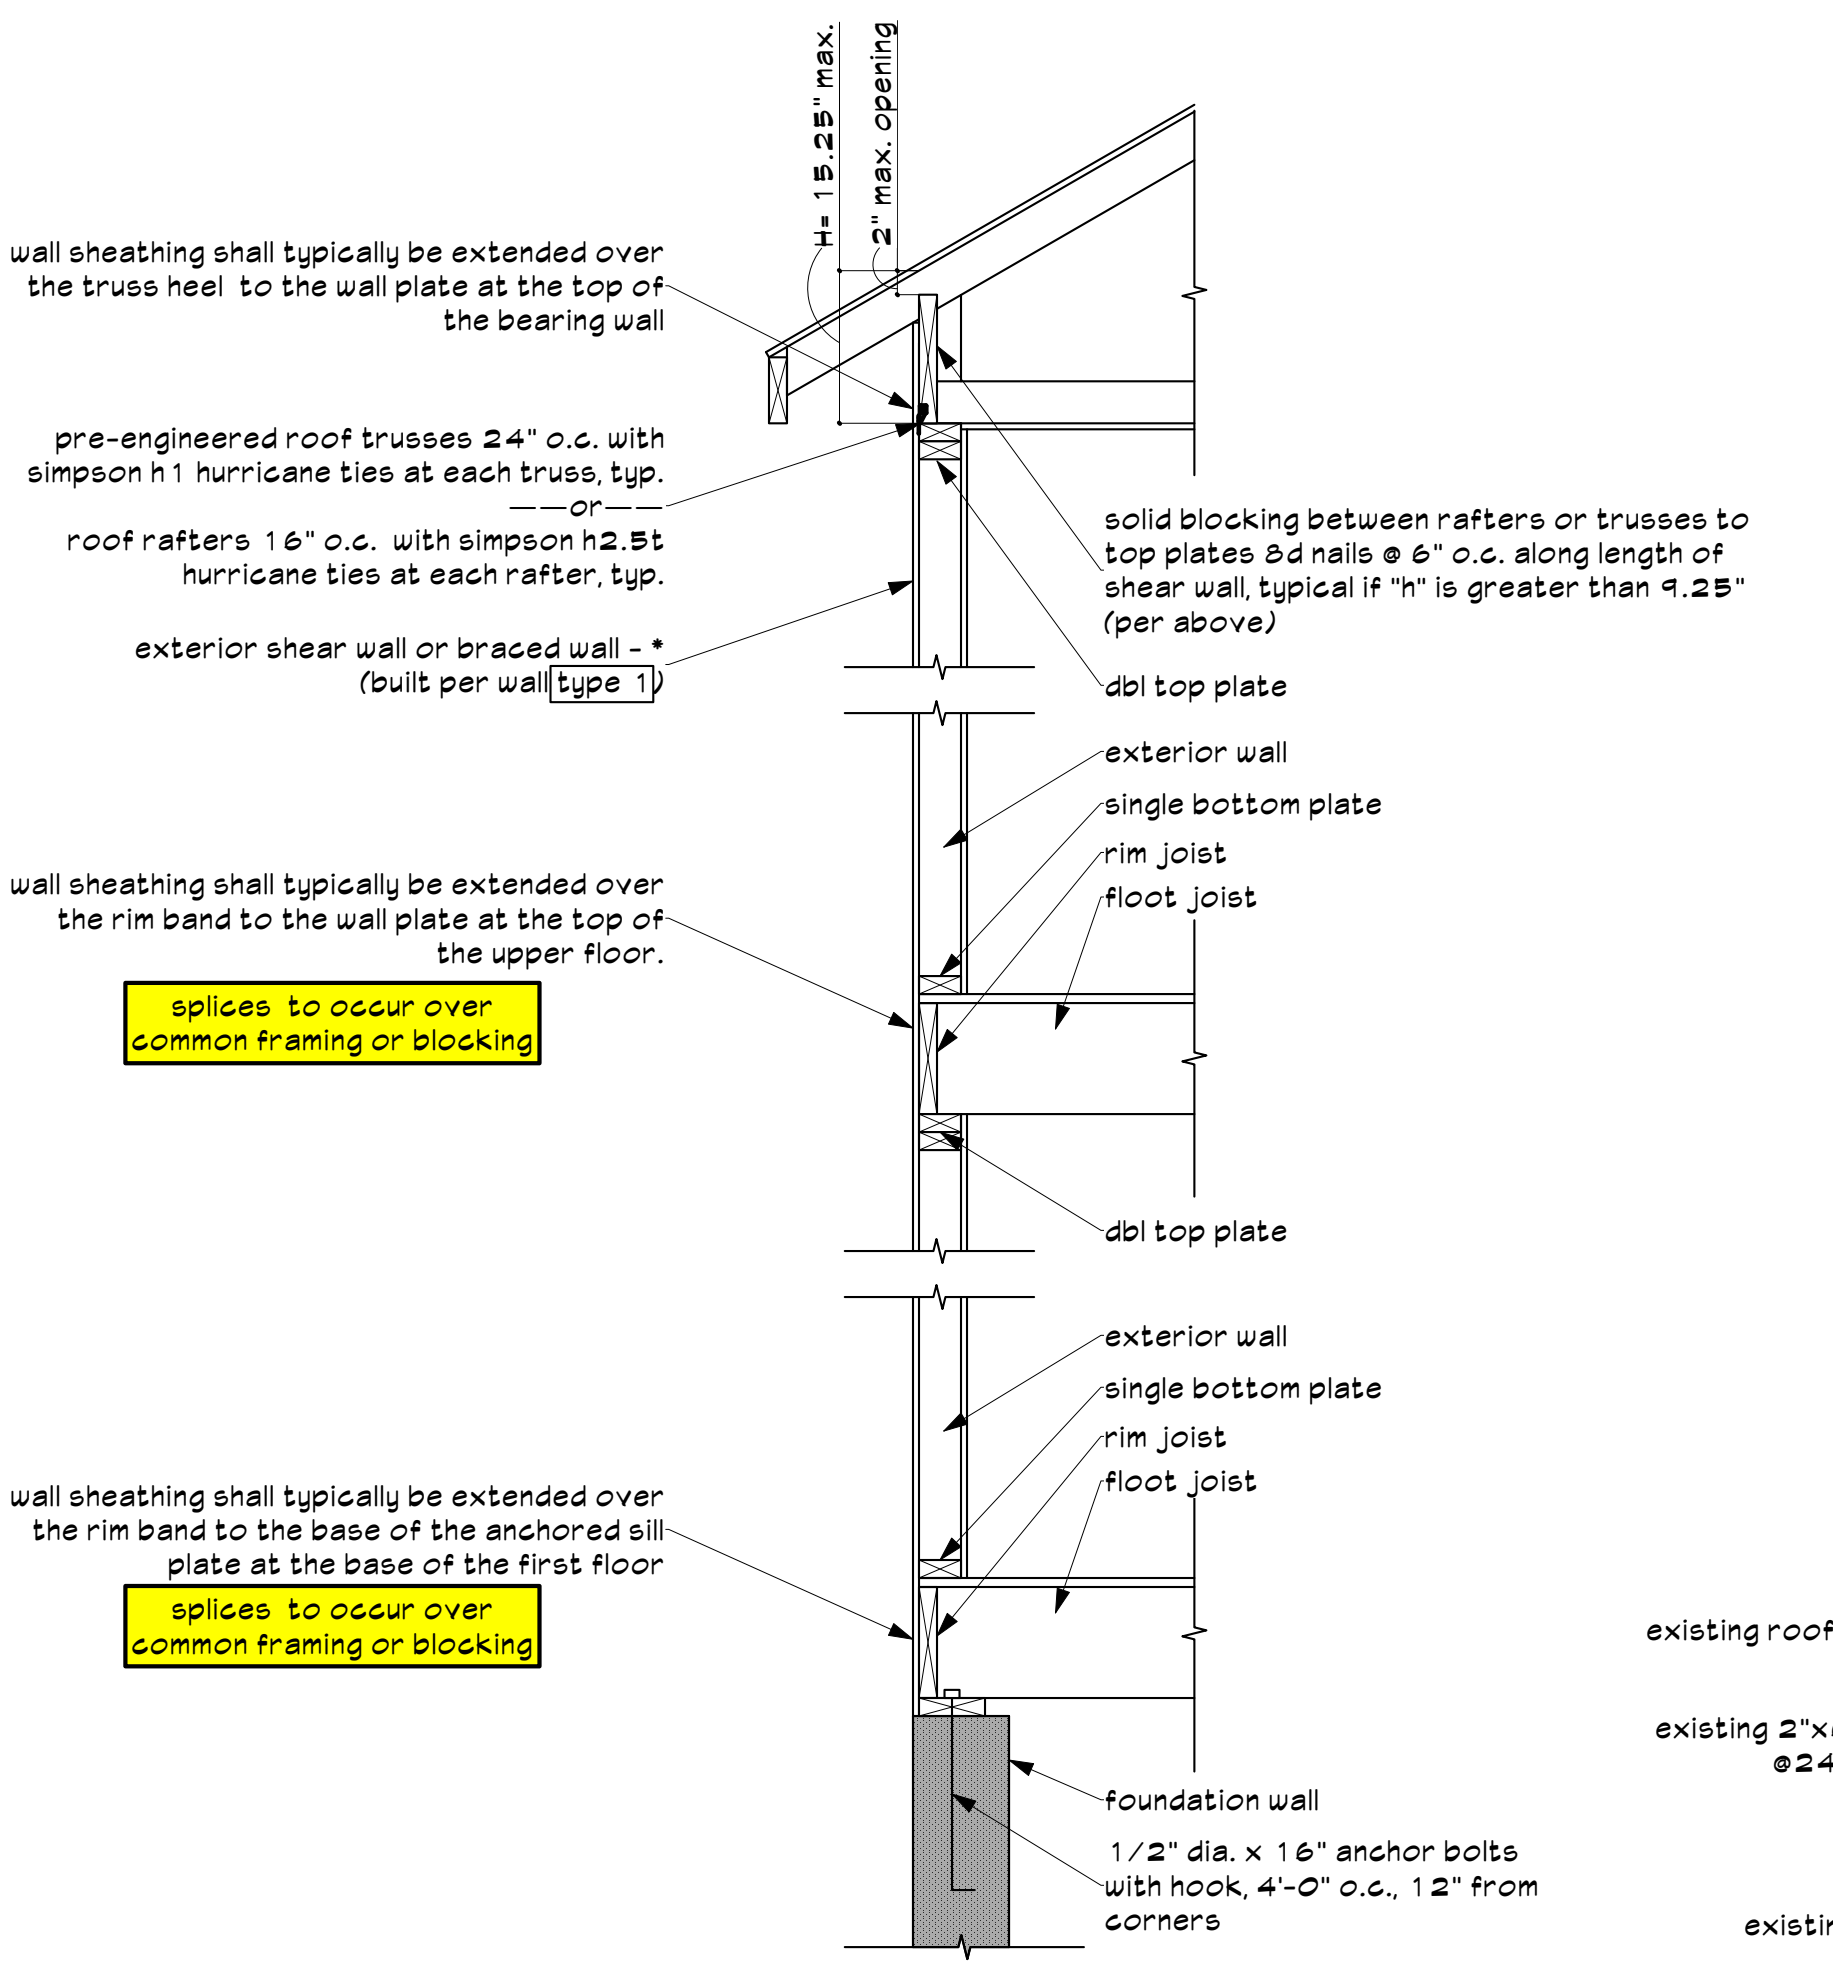 H= 15.25" max.
2" max. opening
wall sheathing shall typically be extended over
the truss heel to the wall plate at the top of
the bearing wall
pre-engineered roof trusses 24" o.c. with
simpson h1 hurricane ties at each truss, typ.
——or——
roof rafters 16" o.c. with simpson h2.5t
hurricane ties at each rafter, typ.
exterior shear wall or braced wall - *
(built per wall type 1)
solid blocking between rafters or trusses to
top plates 8d nails @ 6" o.c. along length of
shear wall, typical if "h" is greater than 9.25"
(per above)
dbl top plate
exterior wall
single bottom plate
rim joist
floot joist
wall sheathing shall typically be extended over
the rim band to the wall plate at the top of
the upper floor.
splices to occur over
common framing or blocking
dbl top plate
exterior wall
single bottom plate
rim joist
floot joist
wall sheathing shall typically be extended over
the rim band to the base of the anchored sill
plate at the base of the first floor
splices to occur over
common framing or blocking
foundation wall
1/2" dia. x 16" anchor bolts
with hook, 4'-0" o.c., 12" from
corners
existing roof
existing 2"x
@24